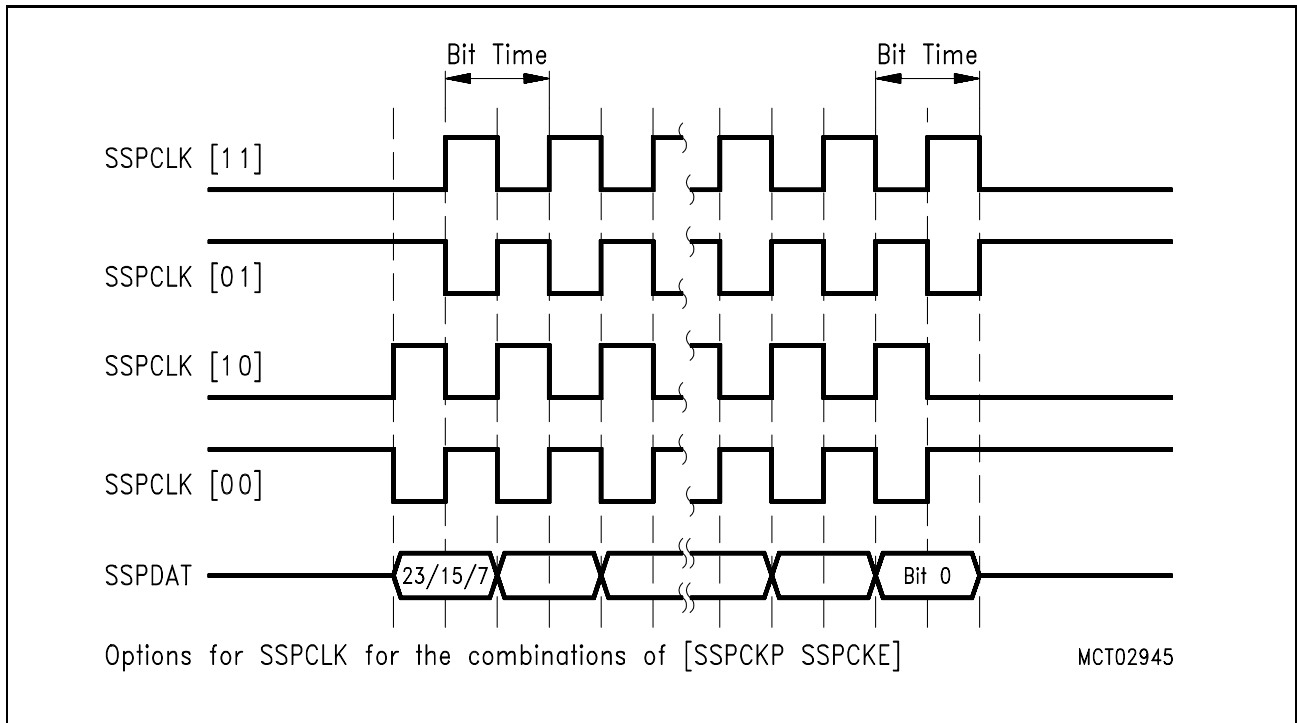 Bit Time Bit Time
SSPCLK [11]
SSPCLK [01]
SSPCLK [10]
SSPCLK [00]
SSPDAT 23/15/7 Bit 0
Options for SSPCLK for the combinations of [SSPCKP SSPCKE] MCT02945